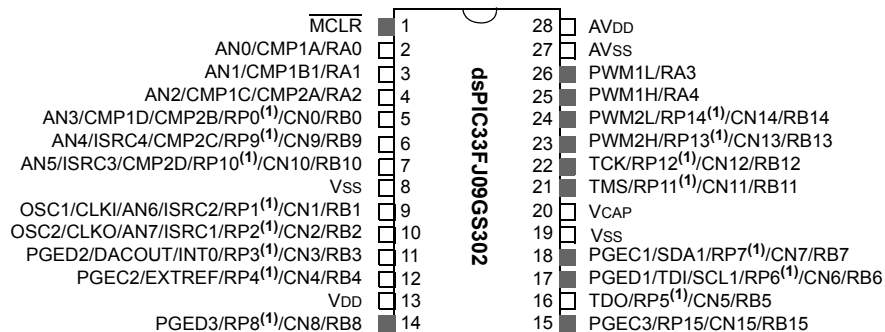 MCLR 1
AN0/CMP1A/RA0 2
AN1/CMP1B1/RA1 3
AN2/CMP1C/CMP2A/RA2 4
AN3/CMP1D/CMP2B/RP0(1)/CN0/RB0 5
AN4/ISRC4/CMP2C/RP9(1)/CN9/RB9 6
AN5/ISRC3/CMP2D/RP10(1)/CN10/RB10 7
VSS 8
OSC1/CLKI/AN6/ISRC2/RP1(1)/CN1/RB1 9
OSC2/CLKO/AN7/ISRC1/RP2(1)/CN2/RB2 10
PGED2/DACOUT/INT0/RP3(1)/CN3/RB3 11
PGEC2/EXTREF/RP4(1)/CN4/RB4 12
VDD 13
PGED3/RP8(1)/CN8/RB8 14
dsPIC33FJ09GS302
28 AVDD
27 AVSS
26 PWM1L/RA3
25 PWM1H/RA4
24 PWM2L/RP14(1)/CN14/RB14
23 PWM2H/RP13(1)/CN13/RB13
22 TCK/RP12(1)/CN12/RB12
21 TMS/RP11(1)/CN11/RB11
20 VCAP
19 VSS
18 PGEC1/SDA1/RP7(1)/CN7/RB7
17 PGED1/TDI/SCL1/RP6(1)/CN6/RB6
16 TDO/RP5(1)/CN5/RB5
15 PGEC3/RP15/CN15/RB15